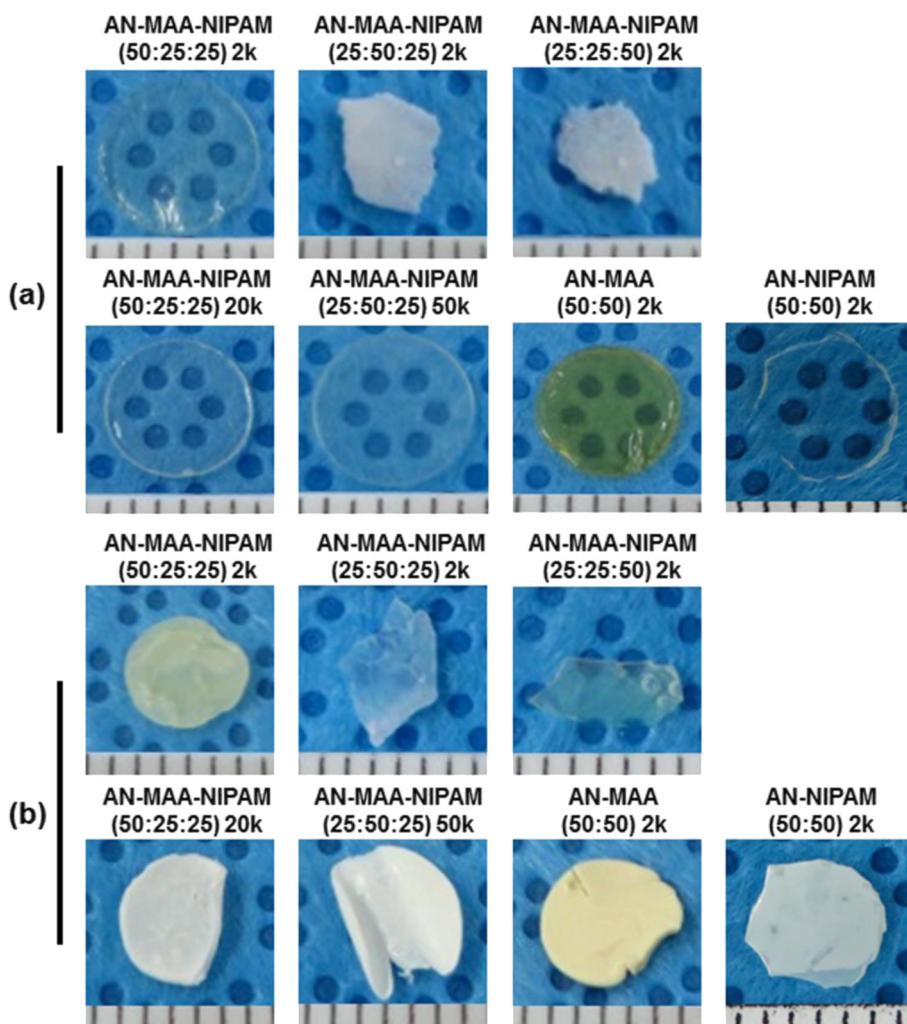 AN-MAA-NIPAM
(50:25:25) 2k
AN-MAA-NIPAM
(25:50:25) 2k
AN-MAA-NIPAM
(25:25:50) 2k
(a)
AN-MAA-NIPAM
(50:25:25) 20k
AN-MAA-NIPAM
(25:50:25) 50k
AN-MAA
(50:50) 2k
AN-NIPAM
(50:50) 2k
AN-MAA-NIPAM
(50:25:25) 2k
AN-MAA-NIPAM
(25:50:25) 2k
AN-MAA-NIPAM
(25:25:50) 2k
(b)
AN-MAA-NIPAM
(50:25:25) 20k
AN-MAA-NIPAM
(25:50:25) 50k
AN-MAA
(50:50) 2k
AN-NIPAM
(50:50) 2k